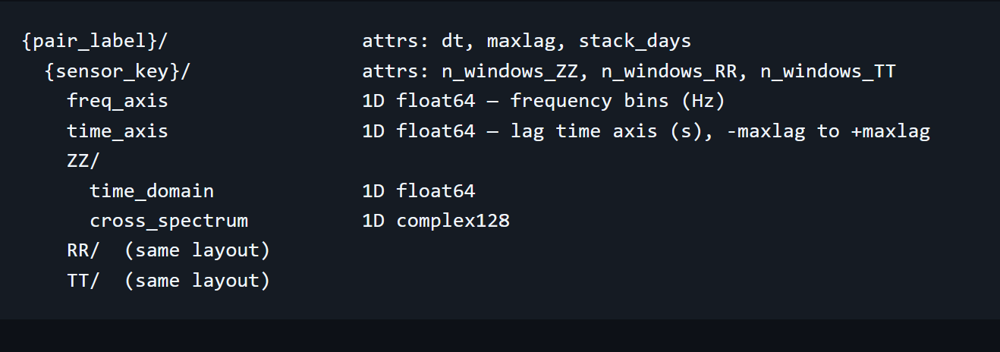 {pair_label}/ attrs: dt, maxlag, stack_days
{sensor_key}/ attrs: n_windows_ZZ, n_windows_RR, n_windows_TT
freq_axis 1D float64 — frequency bins (Hz)
time_axis 1D float64 — lag time axis (s), -maxlag to +maxlag
ZZ/
time_domain 1D float64
cross_spectrum 1D complex128
RR/ (same layout)
TT/ (same layout)